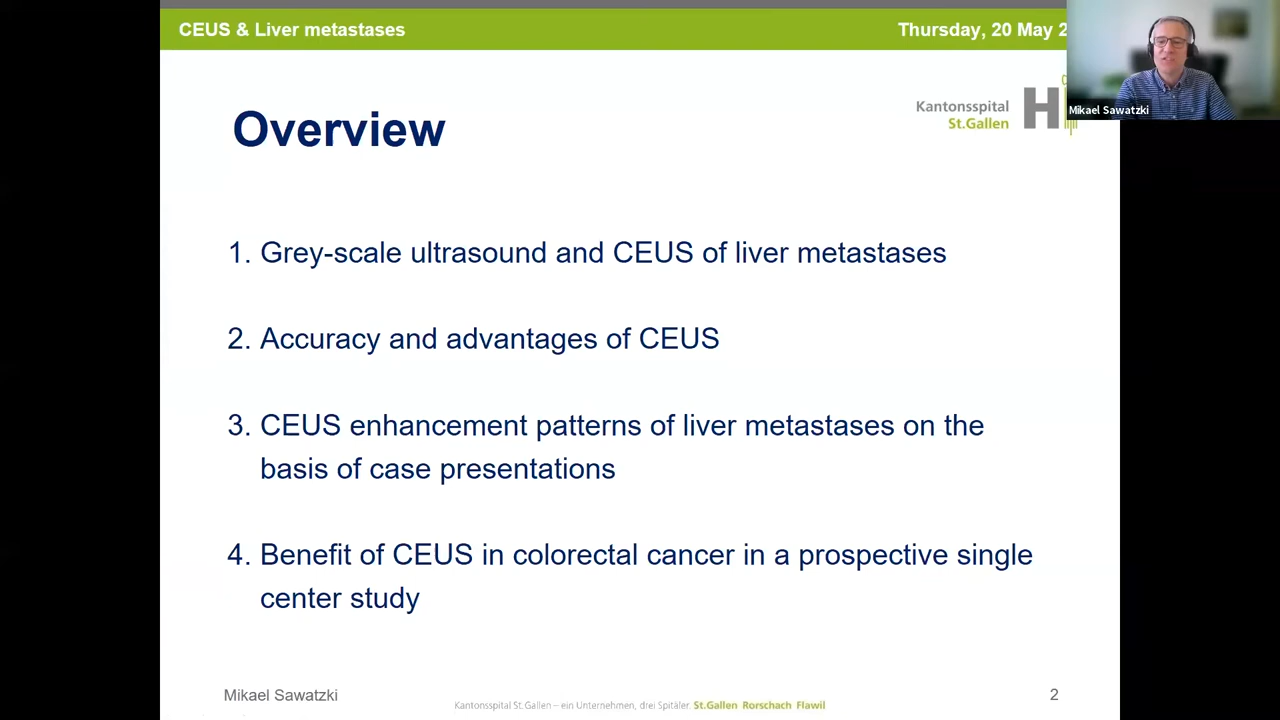 CEUS & Liver metastases
Thursday, 20 May 2
Mikael Sawatzki
Kantonsspital
St.Gallen
H
Overview
1. Grey-scale ultrasound and CEUS of liver metastases
2. Accuracy and advantages of CEUS
3. CEUS enhancement patterns of liver metastases on the
basis of case presentations
4. Benefit of CEUS in colorectal cancer in a prospective single
center study
Mikael Sawatzki
Kantonsspital St.Gallen – ein Unternehmen, drei Spitäler. St.Gallen Rorschach Flawil
2